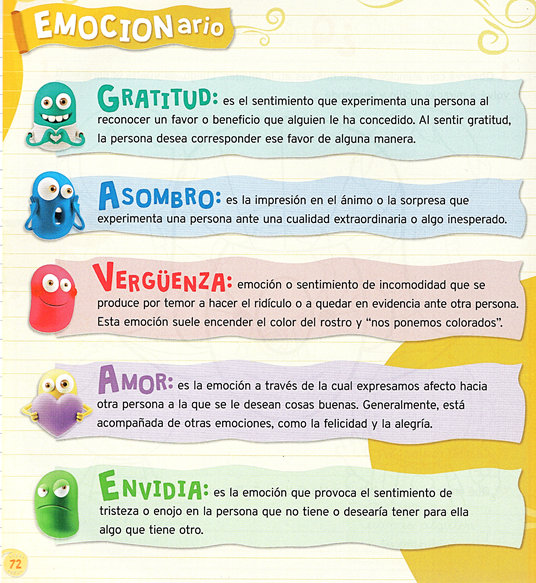 EMOCIONario
GRATITUD: es el sentimiento que experimenta una persona al
reconocer un favor o beneficio que alguien le ha concedido. Al sentir gratitud,
la persona desea corresponder ese favor de alguna manera.
ASOMBRO: es la impresión en el ánimo o la sorpresa que
experimenta una persona ante una cualidad extraordinaria o algo inesperado.
VERGÜENZA: emoción o sentimiento de incomodidad que se
produce por temor a hacer el ridículo o a quedar en evidencia ante otra persona.
Esta emoción suele encender el color del rostro y “nos ponemos colorados”.
AMOR: es la emoción a través de la cual expresamos afecto hacia
otra persona a la que se le desean cosas buenas. Generalmente, está
acompañada de otras emociones, como la felicidad y la alegría.
ENVIDIA: es la emoción que provoca el sentimiento de
tristeza o enojo en la persona que no tiene o desearía tener para ella
algo que tiene otro.
72